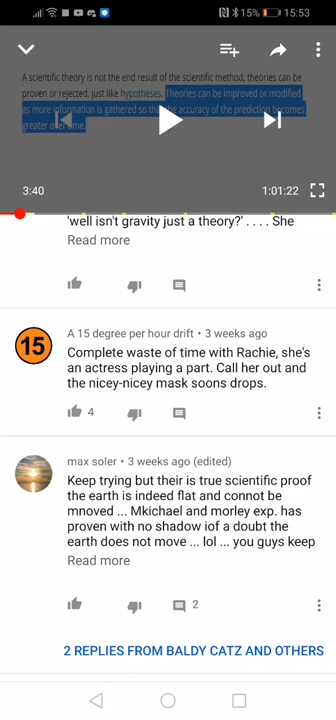 15% 15:53
A scientific theory is not the end result of the scientific method; theories can be
proven or rejected, just like hypotheses. Theories can be improved or modified
as more information is gathered so that the accuracy of the prediction becomes
greater over time.
3:40 1:01:22
'well isn't gravity just a theory?' . . . . She
Read more
15
A 15 degree per hour drift • 3 weeks ago
Complete waste of time with Rachie, she's
an actress playing a part. Call her out and
the nicey-nicey mask soons drops.
4
max soler • 3 weeks ago (edited)
Keep trying but their is true scientific proof
the earth is indeed flat and connot be
mnoved ... Mkichael and morley exp. has
proven with no shadow iof a doubt the
earth does not move ... lol ... you guys keep
Read more
2
2 REPLIES FROM BALDY CATZ AND OTHERS